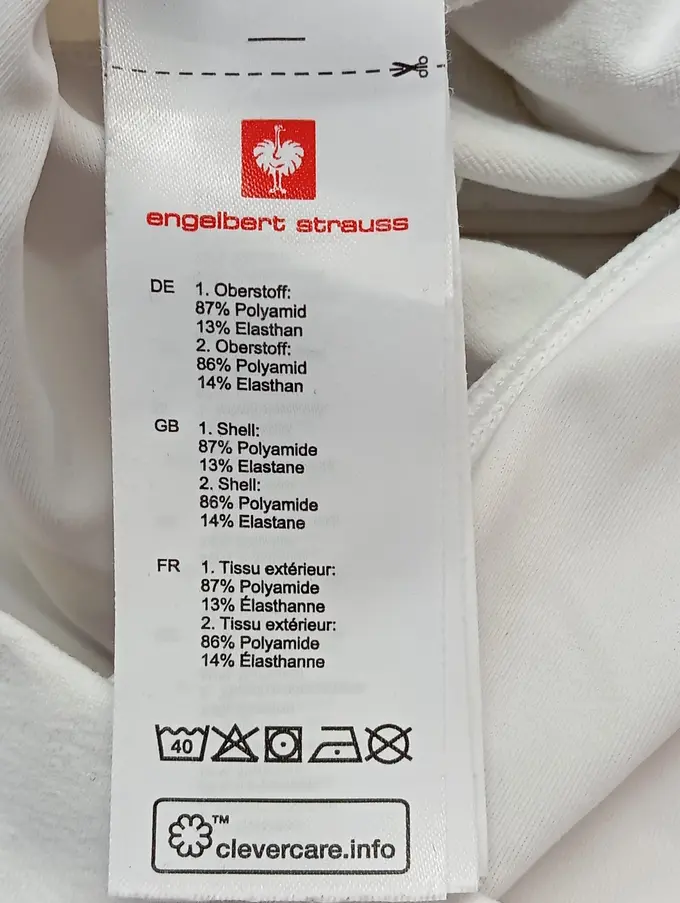 engelbert strauss
DE 1. Oberstoff:
87% Polyamid
13% Elasthan
2. Oberstoff:
86% Polyamid
14% Elasthan
GB 1. Shell:
87% Polyamide
13% Elastane
2. Shell:
86% Polyamide
14% Elastane
FR 1. Tissu extérieur:
87% Polyamide
13% Élasthanne
2. Tissu extérieur:
86% Polyamide
14% Élasthanne
40
™ clevercare.info